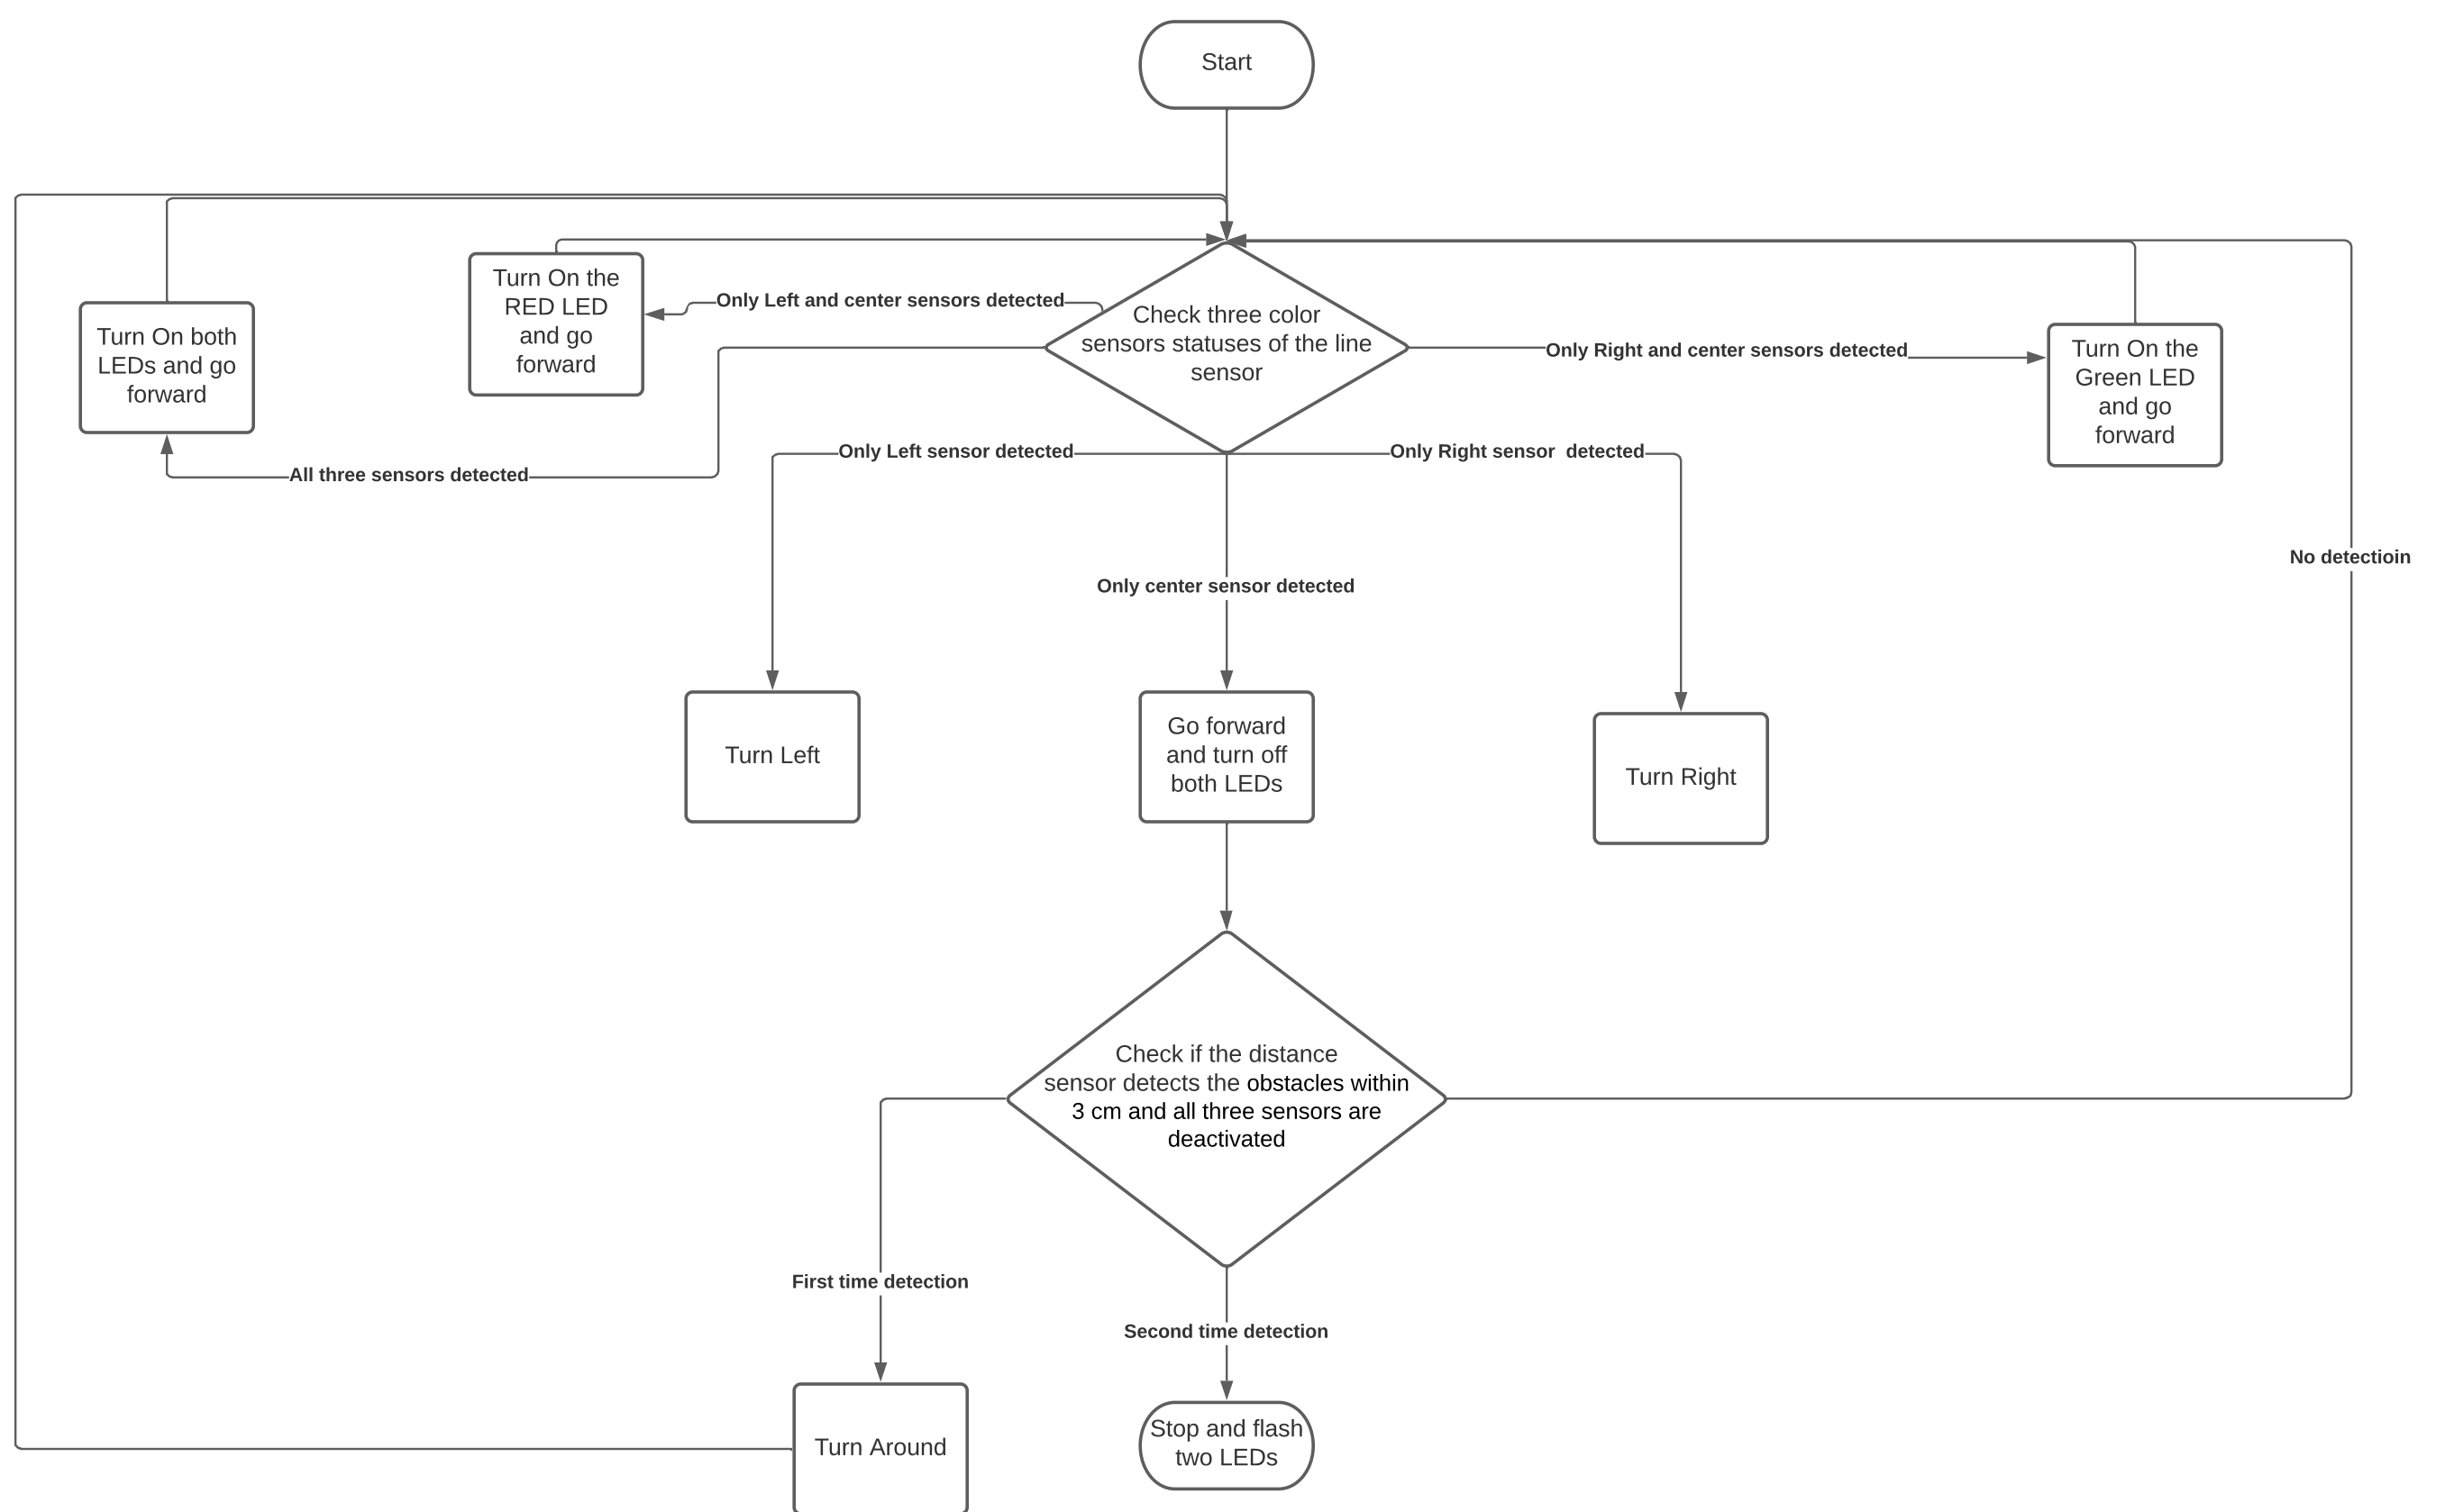 Start
Turn On the
RED LED
and go
forward
Only Left and center sensors detected
Check three color
sensors statuses of the line
sensor
Turn On both
LEDs and go
forward
Only Right and center sensors detected
Turn On the
Green LED
and go
forward
All three sensors detected
Only Left sensor detected
Only Right sensor  detected
Only center sensor detected
No detectioin
Turn Left
Go forward
and turn off
both LEDs
Turn Right
Check if the distance
sensor detects the obstacles within
3 cm and all three sensors are
deactivated
First time detection
Second time detection
Turn Around
Stop and flash
two LEDs